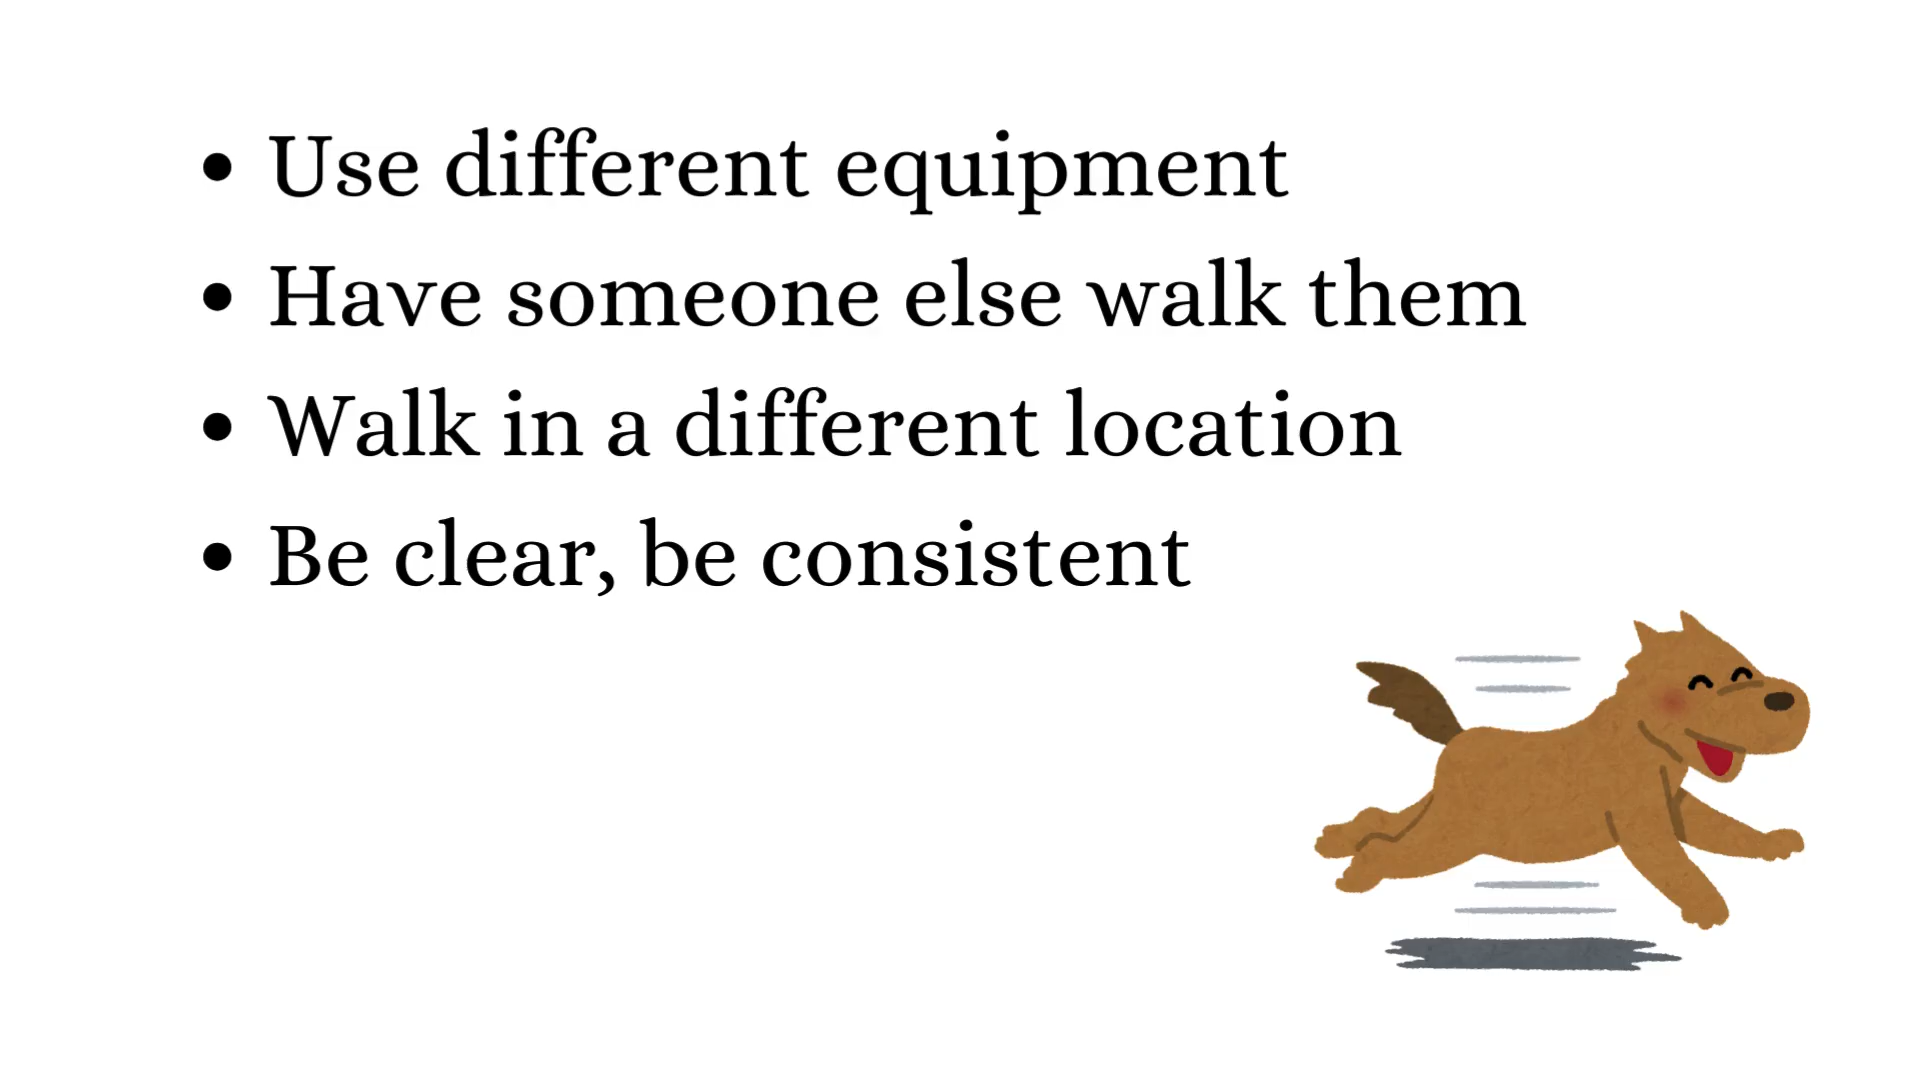 • Use different equipment
• Have someone else walk them
• Walk in a different location
• Be clear, be consistent